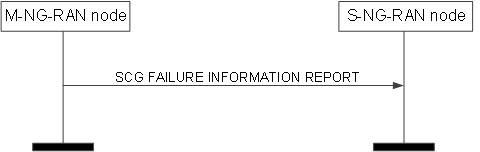 M-NG-RAN node
S-NG-RAN node
SCG FAILURE INFORMATION REPORT